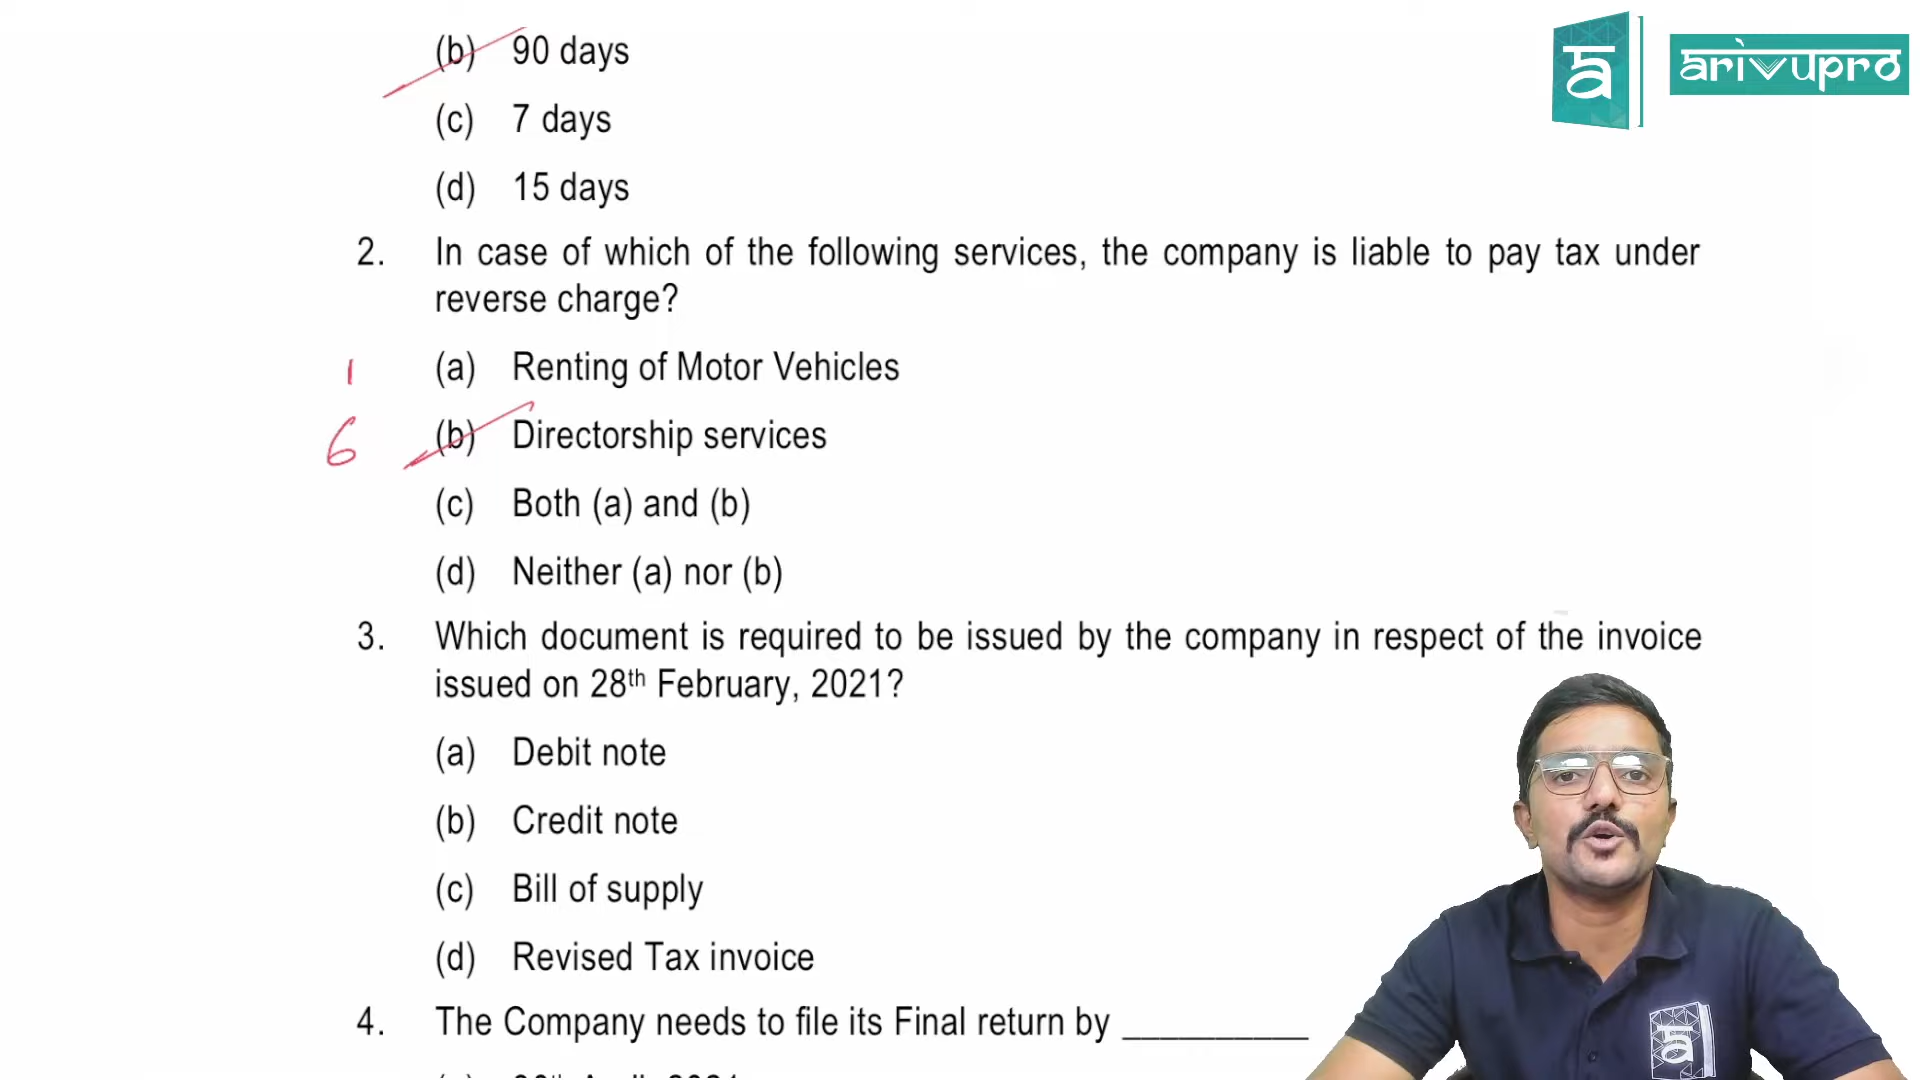 (b) 90 days
arivupro
(c) 7 days
(d) 15 days
2. In case of which of the following services, the company is liable to pay tax under
reverse charge?
1 (a) Renting of Motor Vehicles
6 (b) Directorship services
(c) Both (a) and (b)
(d) Neither (a) nor (b)
3. Which document is required to be issued by the company in respect of the invoice
issued on 28th February, 2021?
(a) Debit note
(b) Credit note
(c) Bill of supply
(d) Revised Tax invoice
4. The Company needs to file its Final return by __________